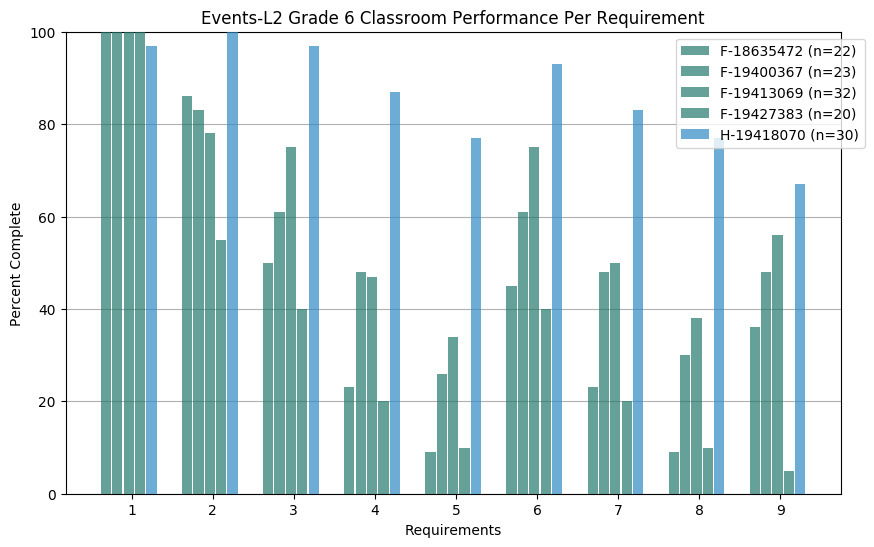 Events-L2 Grade 6 Classroom Performance Per Requirement
100
80
60
40
20
0
Percent Complete
F-18635472 (n=22)
F-19400367 (n=23)
F-19413069 (n=32)
F-19427383 (n=20)
H-19418070 (n=30)
1 2 3 4 5 6 7 8 9
Requirements